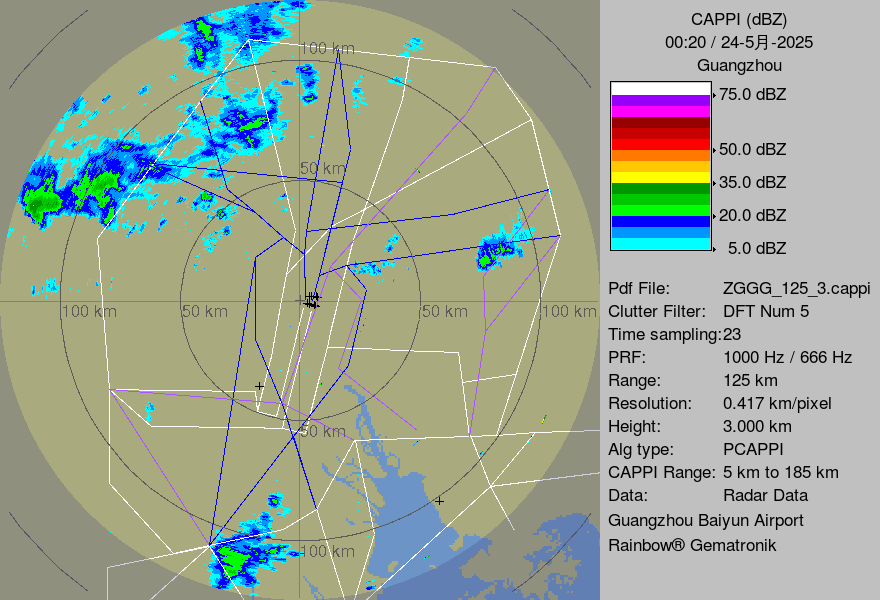 CAPPI (dBZ)
00:20 / 24-5月-2025
Guangzhou
75.0 dBZ
50.0 dBZ
35.0 dBZ
20.0 dBZ
5.0 dBZ
Pdf File: ZGGG_125_3.cappi
Clutter Filter: DFT Num 5
Time sampling:23
PRF: 1000 Hz / 666 Hz
Range: 125 km
Resolution: 0.417 km/pixel
Height: 3.000 km
Alg type: PCAPPI
CAPPI Range: 5 km to 185 km
Data: Radar Data
Guangzhou Baiyun Airport
Rainbow® Gematronik
100 km
50 km
100 km 50 km 50 km 100 km
50 km
100 km